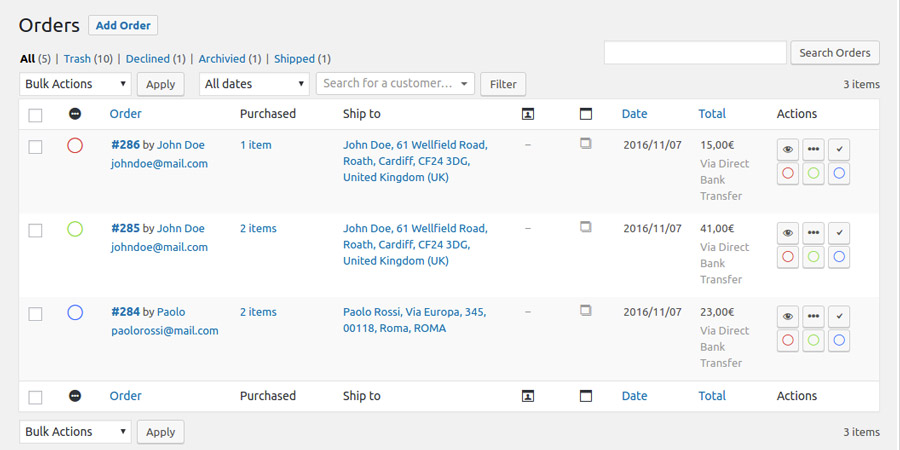 Orders Add Order
All (5) | Trash (10) | Declined (1) | Archivied (1) | Shipped (1)
Search Orders
Bulk Actions Apply All dates Search for a customer... Filter 3 items
Order Purchased Ship to Date Total Actions
#286 by John Doe 1 item John Doe, 61 Wellfield Road, – 2016/11/07 15,00€
johndoe@mail.com Roath, Cardiff, CF24 3DG, Via Direct
United Kingdom (UK) Bank
Transfer
#285 by John Doe 2 items John Doe, 61 Wellfield Road, – 2016/11/07 41,00€
johndoe@mail.com Roath, Cardiff, CF24 3DG, Via Direct
United Kingdom (UK) Bank
Transfer
#284 by Paolo 2 items Paolo Rossi, Via Europa, 345, – 2016/11/07 23,00€
paolorossi@mail.com 00118, Roma, ROMA Via Direct
Bank
Transfer
Order Purchased Ship to Date Total Actions
Bulk Actions Apply 3 items